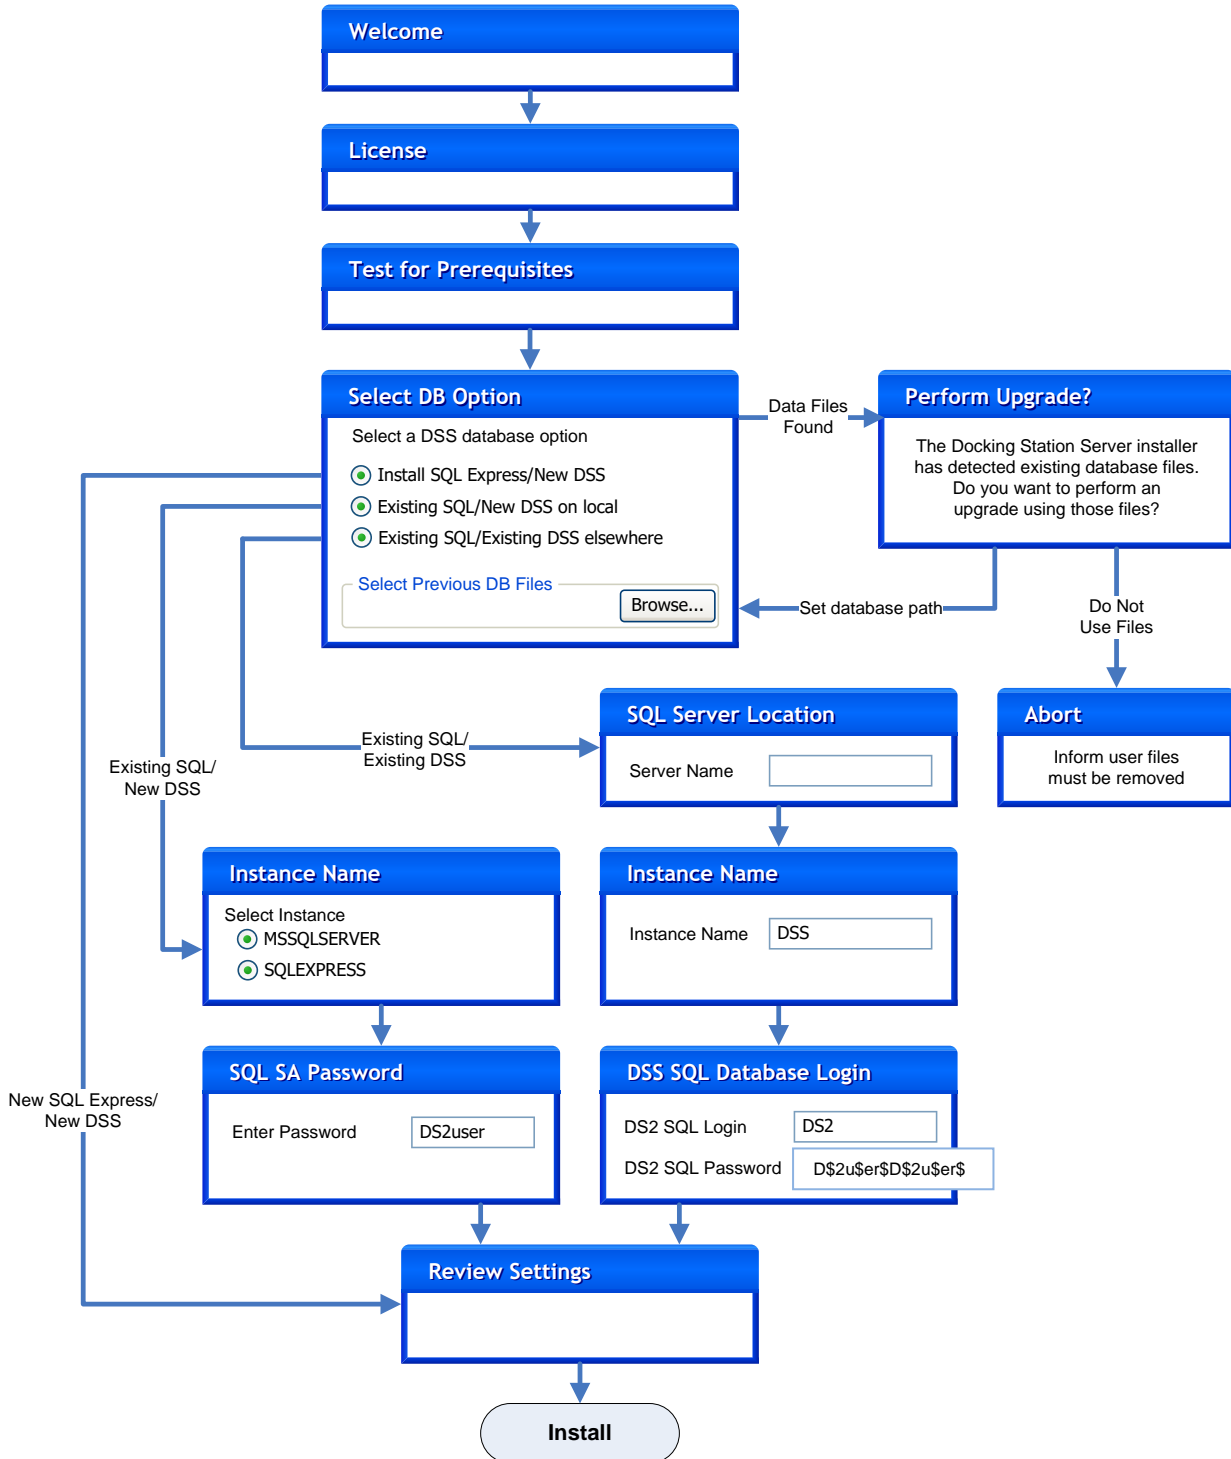 Welcome
License
Test for Prerequisites
Select DB Option
Select a DSS database option
Install SQL Express/New DSS
Existing SQL/New DSS on local
Existing SQL/Existing DSS elsewhere
Select Previous DB Files
Browse...
Data Files
Found
Perform Upgrade?
The Docking Station Server installer
has detected existing database files.
Do you want to perform an
upgrade using those files?
Set database path
Do Not
Use Files
Abort
Inform user files
must be removed
Existing SQL/
Existing DSS
SQL Server Location
Server Name
Existing SQL/
New DSS
Instance Name
Select Instance
MSSQLSERVER
SQLEXPRESS
Instance Name
Instance Name
DSS
SQL SA Password
Enter Password
DS2user
DSS SQL Database Login
DS2 SQL Login
DS2
DS2 SQL Password
D$2u$er$D$2u$er$
New SQL Express/
New DSS
Review Settings
Install